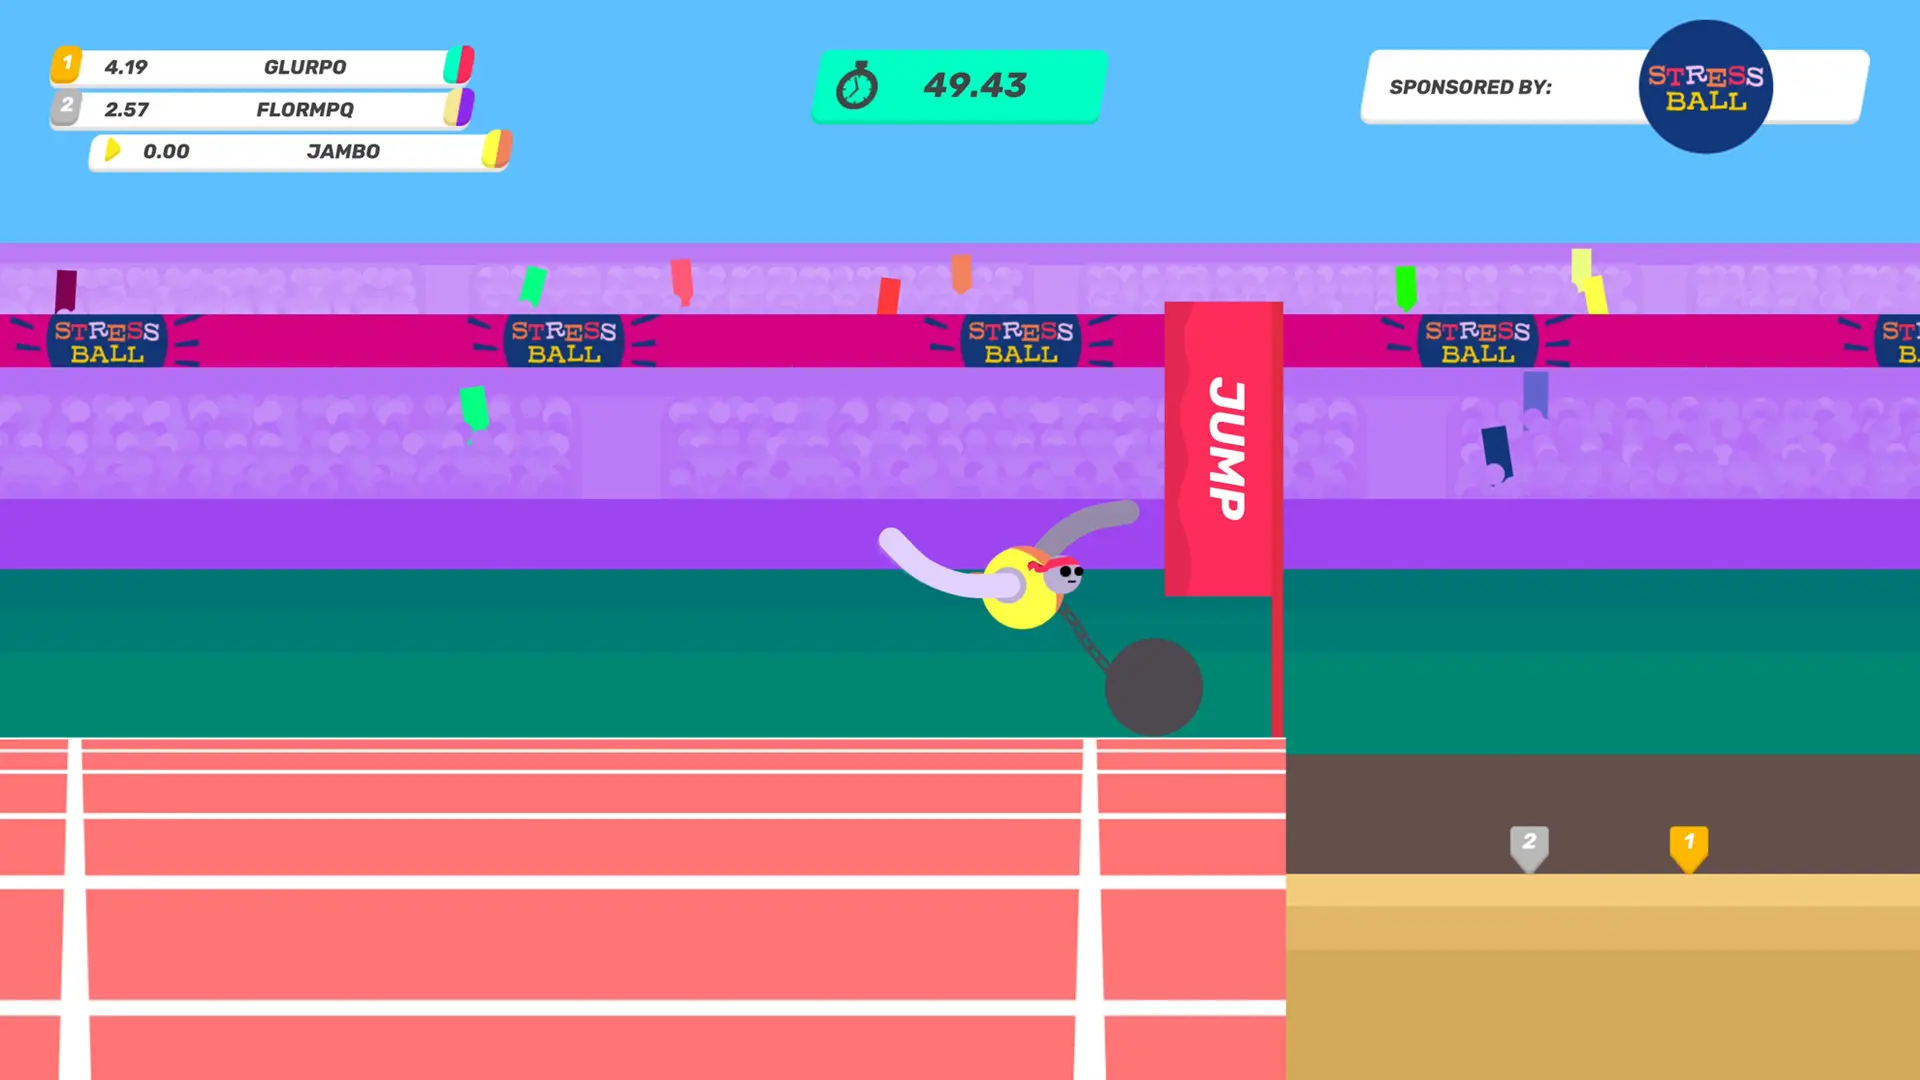 1 4.19 GLURPO
2 2.57 FLORMPQ
0.00 JAMBO
49.43
SPONSORED BY:
STRESS
BALL
STRESS
BALL
STRESS
BALL
STRESS
BALL
STRESS
BALL
ST
B
JUMP
2
1